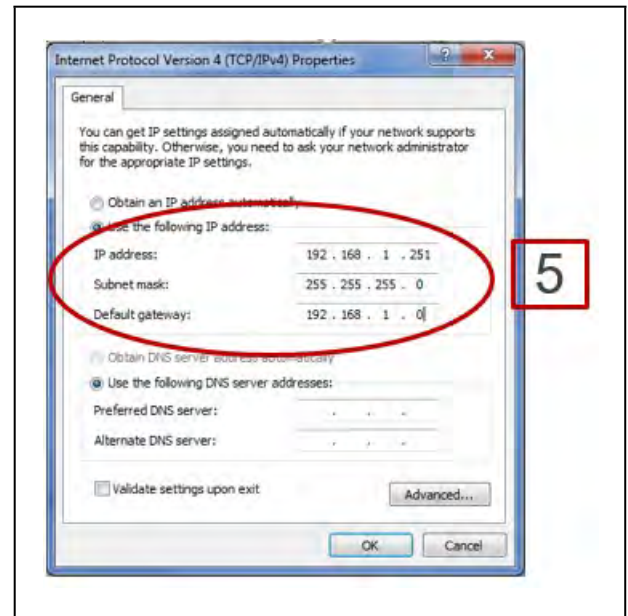 Internet Protocol Version 4 (TCP/IPv4) Properties
General
You can get IP settings assigned automatically if your network supports
this capability. Otherwise, you need to ask your network administrator
for the appropriate IP settings.
Obtain an IP address automatically
Use the following IP address:
IP address: 192 . 168 . 1 . 251
Subnet mask: 255 . 255 . 255 . 0
Default gateway: 192 . 168 . 1 . 0
5
Obtain DNS server address automatically
Use the following DNS server addresses:
Preferred DNS server: . . .
Alternate DNS server: . . .
Validate settings upon exit
Advanced...
OK Cancel